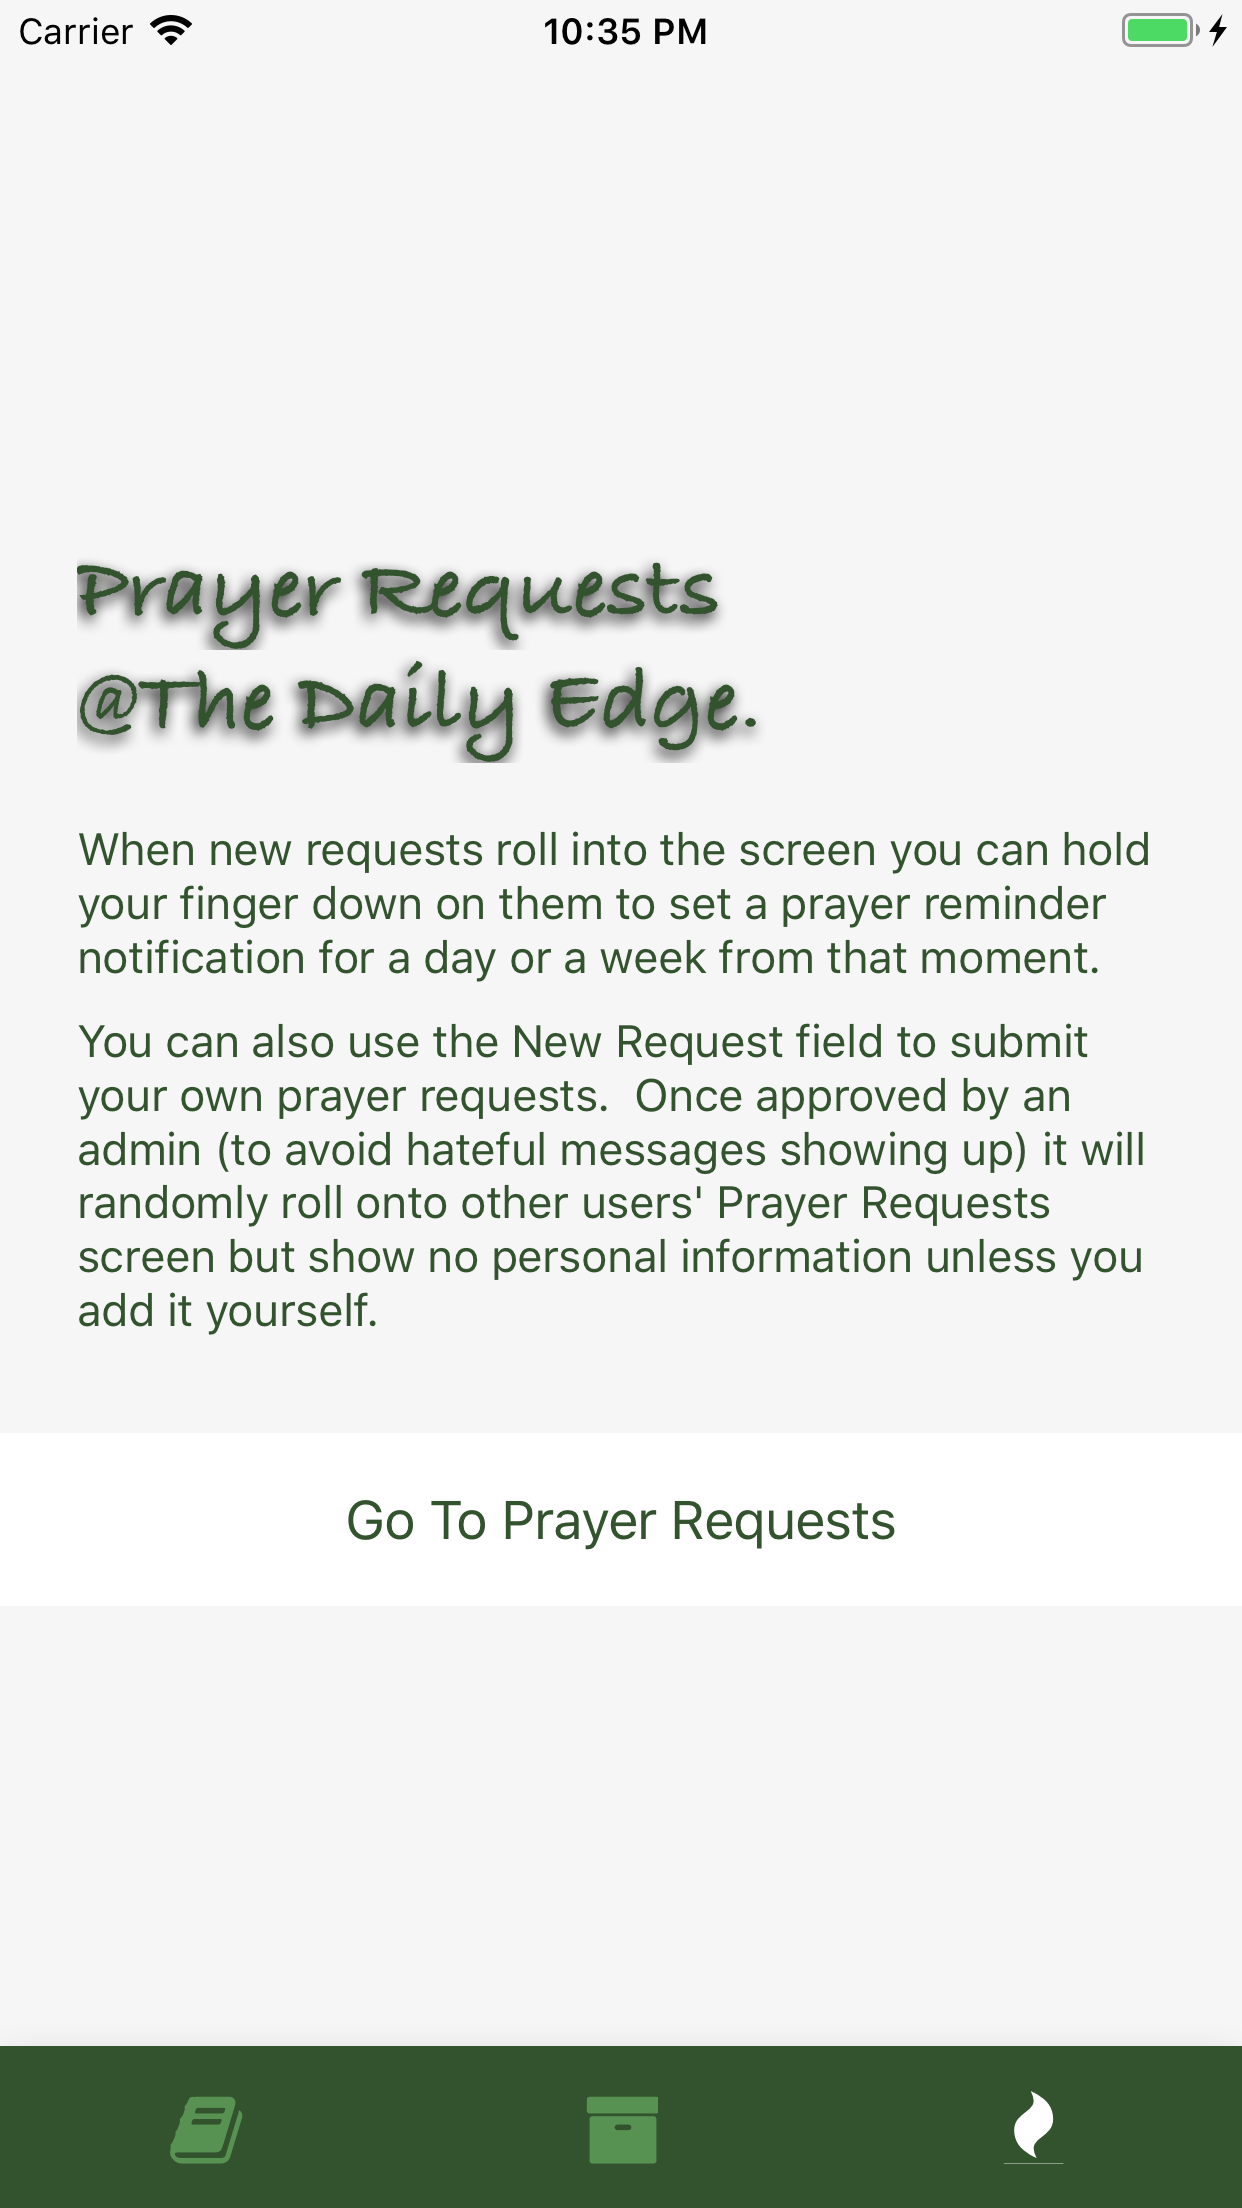 Carrier 10:35 PM
Prayer Requests
@The Daily Edge.
When new requests roll into the screen you can hold
your finger down on them to set a prayer reminder
notification for a day or a week from that moment.
You can also use the New Request field to submit
your own prayer requests.  Once approved by an
admin (to avoid hateful messages showing up) it will
randomly roll onto other users' Prayer Requests
screen but show no personal information unless you
add it yourself.
Go To Prayer Requests